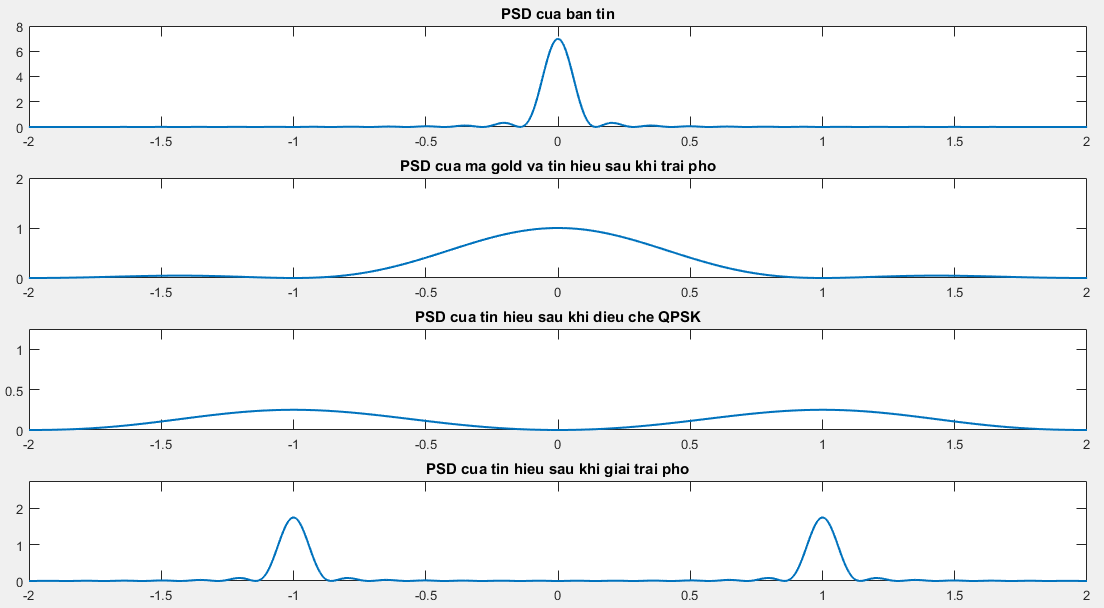 PSD cua ban tin
8
6
4
2
0
-2 -1.5 -1 -0.5 0 0.5 1 1.5 2
PSD cua ma gold va tin hieu sau khi trai pho
2
1
0
-2 -1.5 -1 -0.5 0 0.5 1 1.5 2
PSD cua tin hieu sau khi dieu che QPSK
1
0.5
0
-2 -1.5 -1 -0.5 0 0.5 1 1.5 2
PSD cua tin hieu sau khi giai trai pho
2
1
0
-2 -1.5 -1 -0.5 0 0.5 1 1.5 2